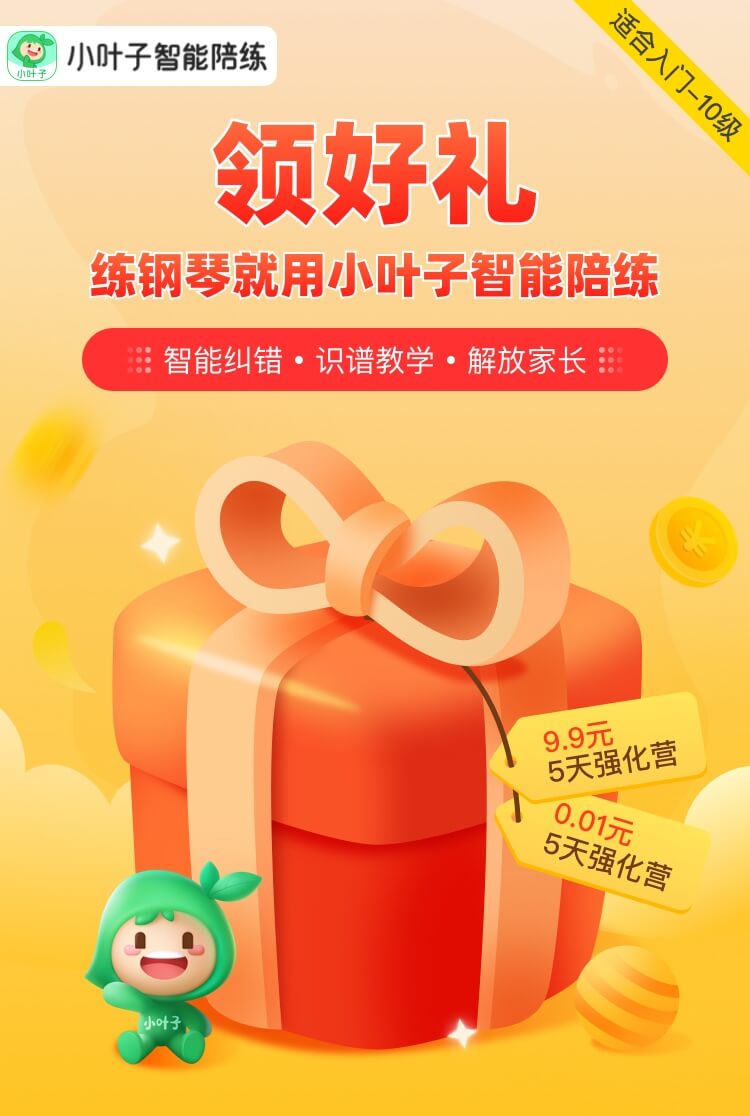 小叶子
小叶子智能陪练
适合入门-10级
领好礼
练钢琴就用小叶子智能陪练
智能纠错 • 识谱教学 • 解放家长
¥
9.9元
5天强化营
0.01元
5天强化营
小叶子